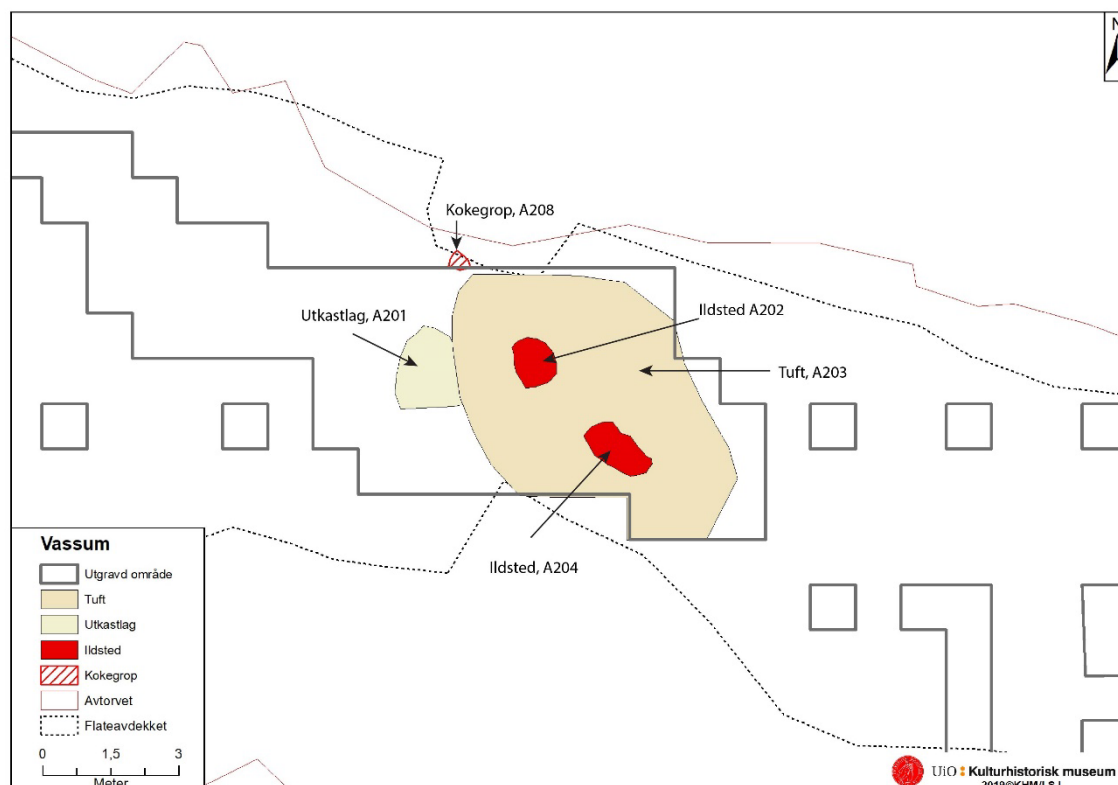 N
Kokegrop, A208
Utkastlag, A201
Ildsted A202
Tuft, A203
Ildsted, A204
Vassum
Utgravd område
Tuft
Utkastlag
Ildsted
Kokegrop
Avtorvet
Flateavdekket
0 1,5 3
Meter
UiO : Kulturhistorisk museum